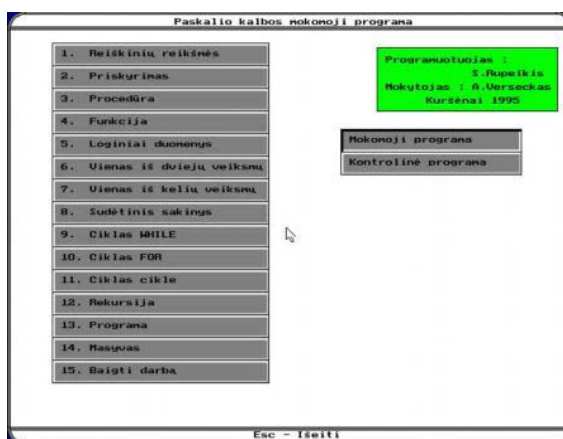 Paskalio kalbos mokomoji programa
1. Reiškinių reikšmės
2. Priskyrimas
3. Procedūra
4. Funkcija
5. Loginiai duomenys
6. Vienas iš dviejų veiksmų
7. Vienas iš kelių veiksmų
8. Sudėtinis sakinys
9. Ciklas WHILE
10. Ciklas FOR
11. Ciklas cikle
12. Rekursija
13. Programa
14. Masyvas
15. Baigti darbą
Programuotojas :
S.Rupeikis
Mokytojas : A.Verseckas
Kuršėnai 1995
Mokomoji programa
Kontrolinė programa
Esc - Išeiti